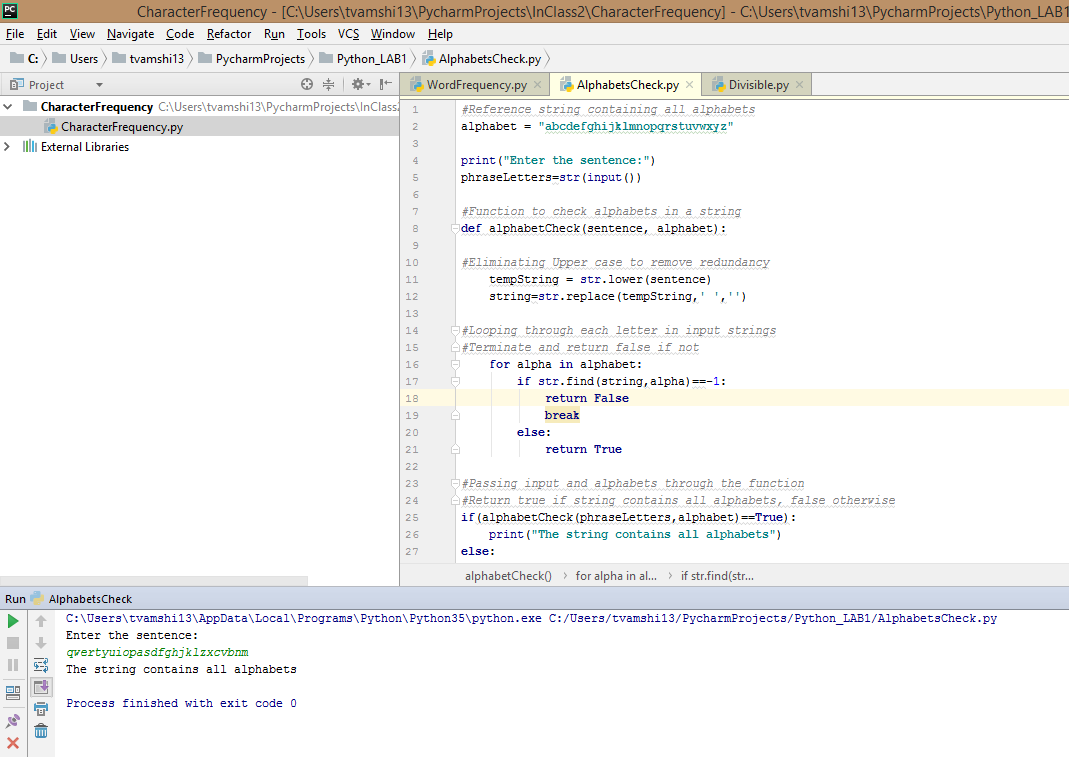 PC CharacterFrequency - [C:\Users\tvamshi13\PycharmProjects\InClass2\CharacterFrequency] - C:\Users\tvamshi13\PycharmProjects\Python_LAB1
File Edit View Navigate Code Refactor Run Tools VCS Window Help
C: Users tvamshi13 PycharmProjects Python_LAB1 AlphabetsCheck.py
Project
WordFrequency.py AlphabetsCheck.py Divisible.py
CharacterFrequency C:\Users\tvamshi13\PycharmProjects\InClass2
CharacterFrequency.py
External Libraries
1 #Reference string containing all alphabets
2 alphabet = "abcdefghijklmnopqrstuvwxyz"
3
4 print("Enter the sentence:")
5 phraseLetters=str(input())
6
7 #Function to check alphabets in a string
8 def alphabetCheck(sentence, alphabet):
9
10 #Eliminating Upper case to remove redundancy
11 tempString = str.lower(sentence)
12 string=str.replace(tempString,' ','')
13
14 #Looping through each letter in input strings
15 #Terminate and return false if not
16 for alpha in alphabet:
17 if str.find(string,alpha)==-1:
18 return False
19 break
20 else:
21 return True
22
23 #Passing input and alphabets through the function
24 #Return true if string contains all alphabets, false otherwise
25 if(alphabetCheck(phraseLetters,alphabet)==True):
26 print("The string contains all alphabets")
27 else:
alphabetCheck() for alpha in al... if str.find(str...
Run AlphabetsCheck
C:\Users\tvamshi13\AppData\Local\Programs\Python\Python35\python.exe C:/Users/tvamshi13/PycharmProjects/Python_LAB1/AlphabetsCheck.py
Enter the sentence:
qwertyuiopasdfghjklzxcvbnm
The string contains all alphabets
Process finished with exit code 0